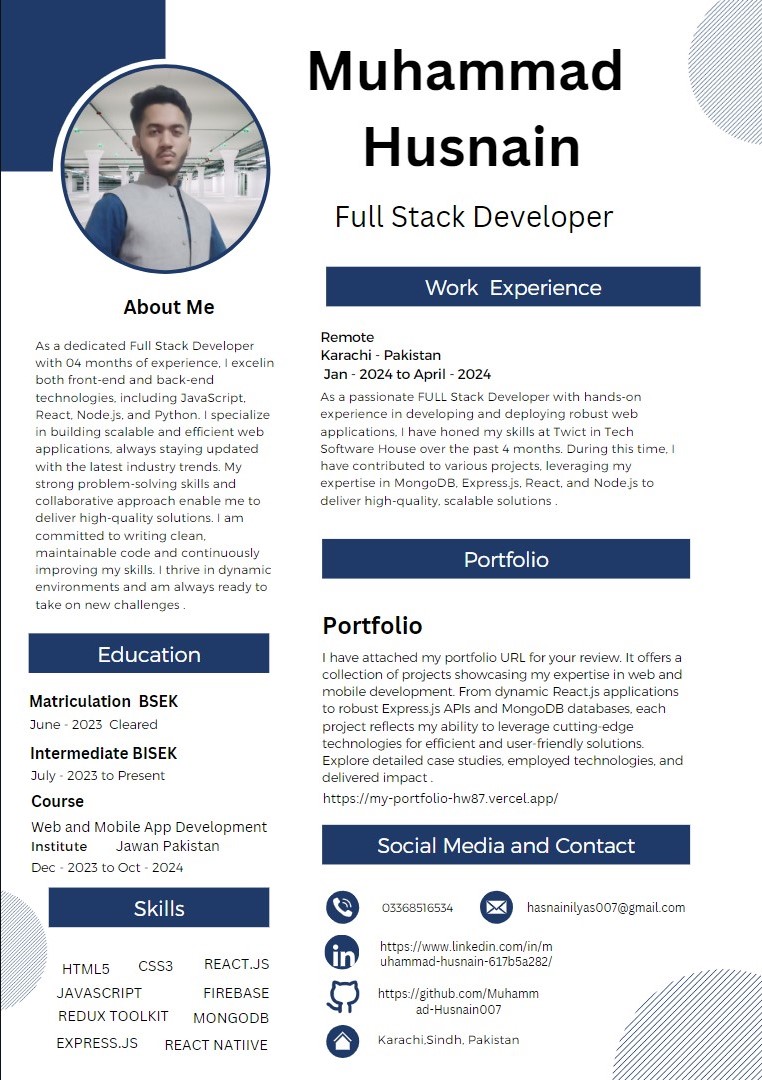 Muhammad
Husnain
Full Stack Developer
About Me
As a dedicated Full Stack Developer
with 04 months of experience, I excelin
both front-end and back-end
technologies, including JavaScript,
React, Node.js, and Python. I specialize
in building scalable and efficient web
applications, always staying updated
with the latest industry trends. My
strong problem-solving skills and
collaborative approach enable me to
deliver high-quality solutions. I am
committed to writing clean,
maintainable code and continuously
improving my skills. I thrive in dynamic
environments and am always ready to
take on new challenges .
Education
Matriculation BSEK
June - 2023 Cleared
Intermediate BISEK
July - 2023 to Present
Course
Web and Mobile App Development
Institute Jawan Pakistan
Dec - 2023 to Oct - 2024
Skills
HTML5 CSS3 REACT.JS
JAVASCRIPT FIREBASE
REDUX TOOLKIT MONGODB
EXPRESS.JS REACT NATIIVE
Work Experience
Remote
Karachi - Pakistan
Jan - 2024 to April - 2024
As a passionate FULL Stack Developer with hands-on
experience in developing and deploying robust web
applications, I have honed my skills at Twict in Tech
Software House over the past 4 months. During this time, I
have contributed to various projects, leveraging my
expertise in MongoDB, Express.js, React, and Node.js to
deliver high-quality, scalable solutions .
Portfolio
Portfolio
I have attached my portfolio URL for your review. It offers a
collection of projects showcasing my expertise in web and
mobile development. From dynamic React.js applications
to robust Express.js APIs and MongoDB databases, each
project reflects my ability to leverage cutting-edge
technologies for efficient and user-friendly solutions.
Explore detailed case studies, employed technologies, and
delivered impact .
https://my-portfolio-hw87.vercel.app/
Social Media and Contact
03368516534 hasnainilyas007@gmail.com
in
https://www.linkedin.com/in/m
uhammad-husnain-617b5a282/
https://github.com/Muhamm
ad-Husnain007
Karachi,Sindh, Pakistan